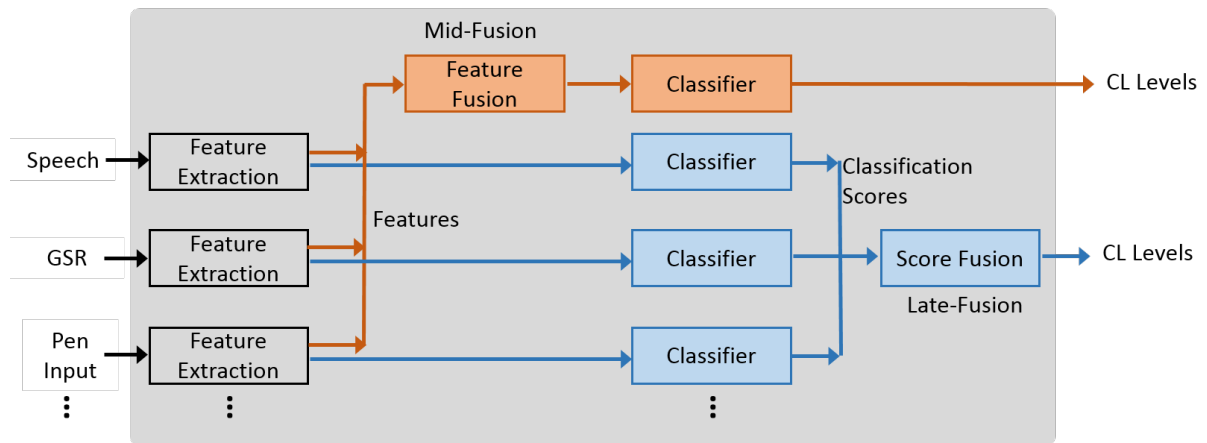 Mid-Fusion
Feature
Fusion
Classifier
CL Levels
Speech
Feature
Extraction
Classifier
Classification
Scores
Features
GSR
Feature
Extraction
Classifier
Score Fusion
CL Levels
Late-Fusion
Pen
Input
Feature
Extraction
Classifier